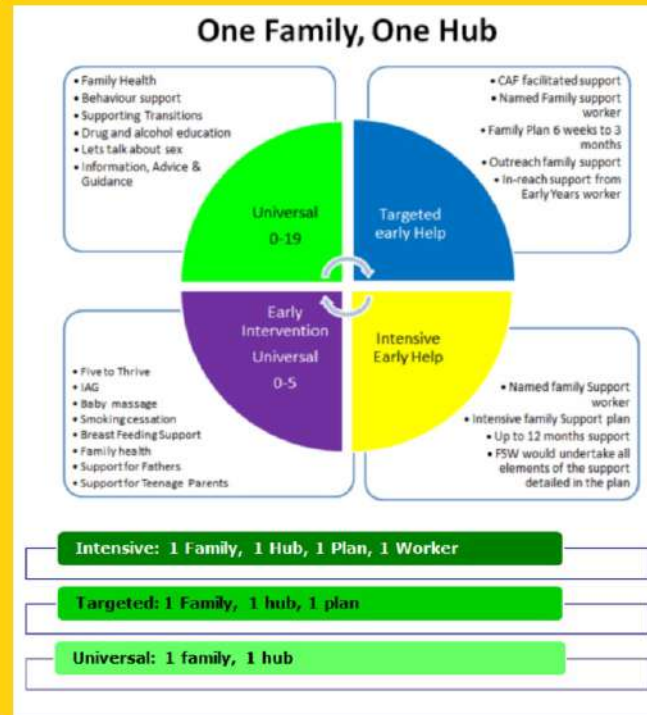 One Family, One Hub
• Family Health
• Behaviour support
• Supporting Transitions
• Drug and alcohol education
• Lets talk about sex
• Information, Advice &
Guidance
• CAF facilitated support
• Named Family support
worker
• Family Plan 6 weeks to 3
months
• Outreach family support
• In-reach support from
Early Years worker
Universal
0-19
Targeted
early Help
Early
Intervention
Universal
0-5
Intensive
Early Help
• Five to Thrive
• IAG
• Baby massage
• Smoking cessation
• Breast Feeding Support
• Family health
• Support for Fathers
• Support for Teenage Parents
• Named family Support
worker
• Intensive family Support plan
• Up to 12 months support
• FSW would undertake all
elements of the support
detailed in the plan
Intensive: 1 Family, 1 Hub, 1 Plan, 1 Worker
Targeted: 1 Family, 1 hub, 1 plan
Universal: 1 family, 1 hub